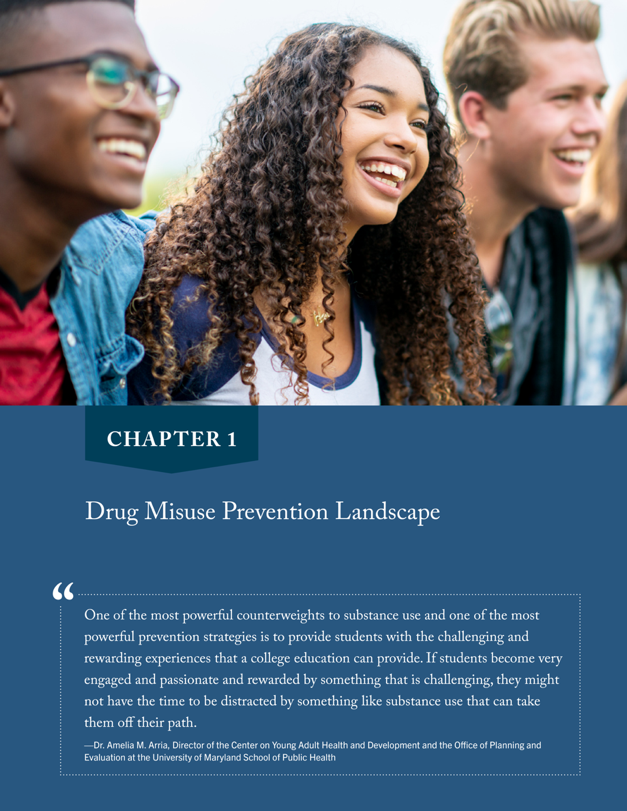 CHAPTER 1
Drug Misuse Prevention Landscape
“
One of the most powerful counterweights to substance use and one of the most
powerful prevention strategies is to provide students with the challenging and
rewarding experiences that a college education can provide. If students become very
engaged and passionate and rewarded by something that is challenging, they might
not have the time to be distracted by something like substance use that can take
them off their path.
—Dr. Amelia M. Arria, Director of the Center on Young Adult Health and Development and the Office of Planning and
Evaluation at the University of Maryland School of Public Health